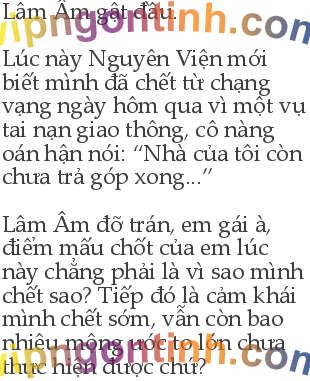 Lâm Âm gật đầu.
vipngontinh.com
Lúc này Nguyên Viện mới
biết mình đã chết từ chạng
vạng ngày hôm qua vì một vụ
tai nạn giao thông, cô nàng
oán hận nói: “Nhà của tôi còn
chưa trả góp xong...”
Lâm Âm đỡ trán, em gái à,
điểm mấu chốt của em lúc
này chẳng phải là vì sao mình
chết sao? Tiếp đó là cảm khái
mình chết sớm, vẫn còn bao
nhiêu mộng ước to lớn chưa
thực hiện được chứ?
vipngontinh.com